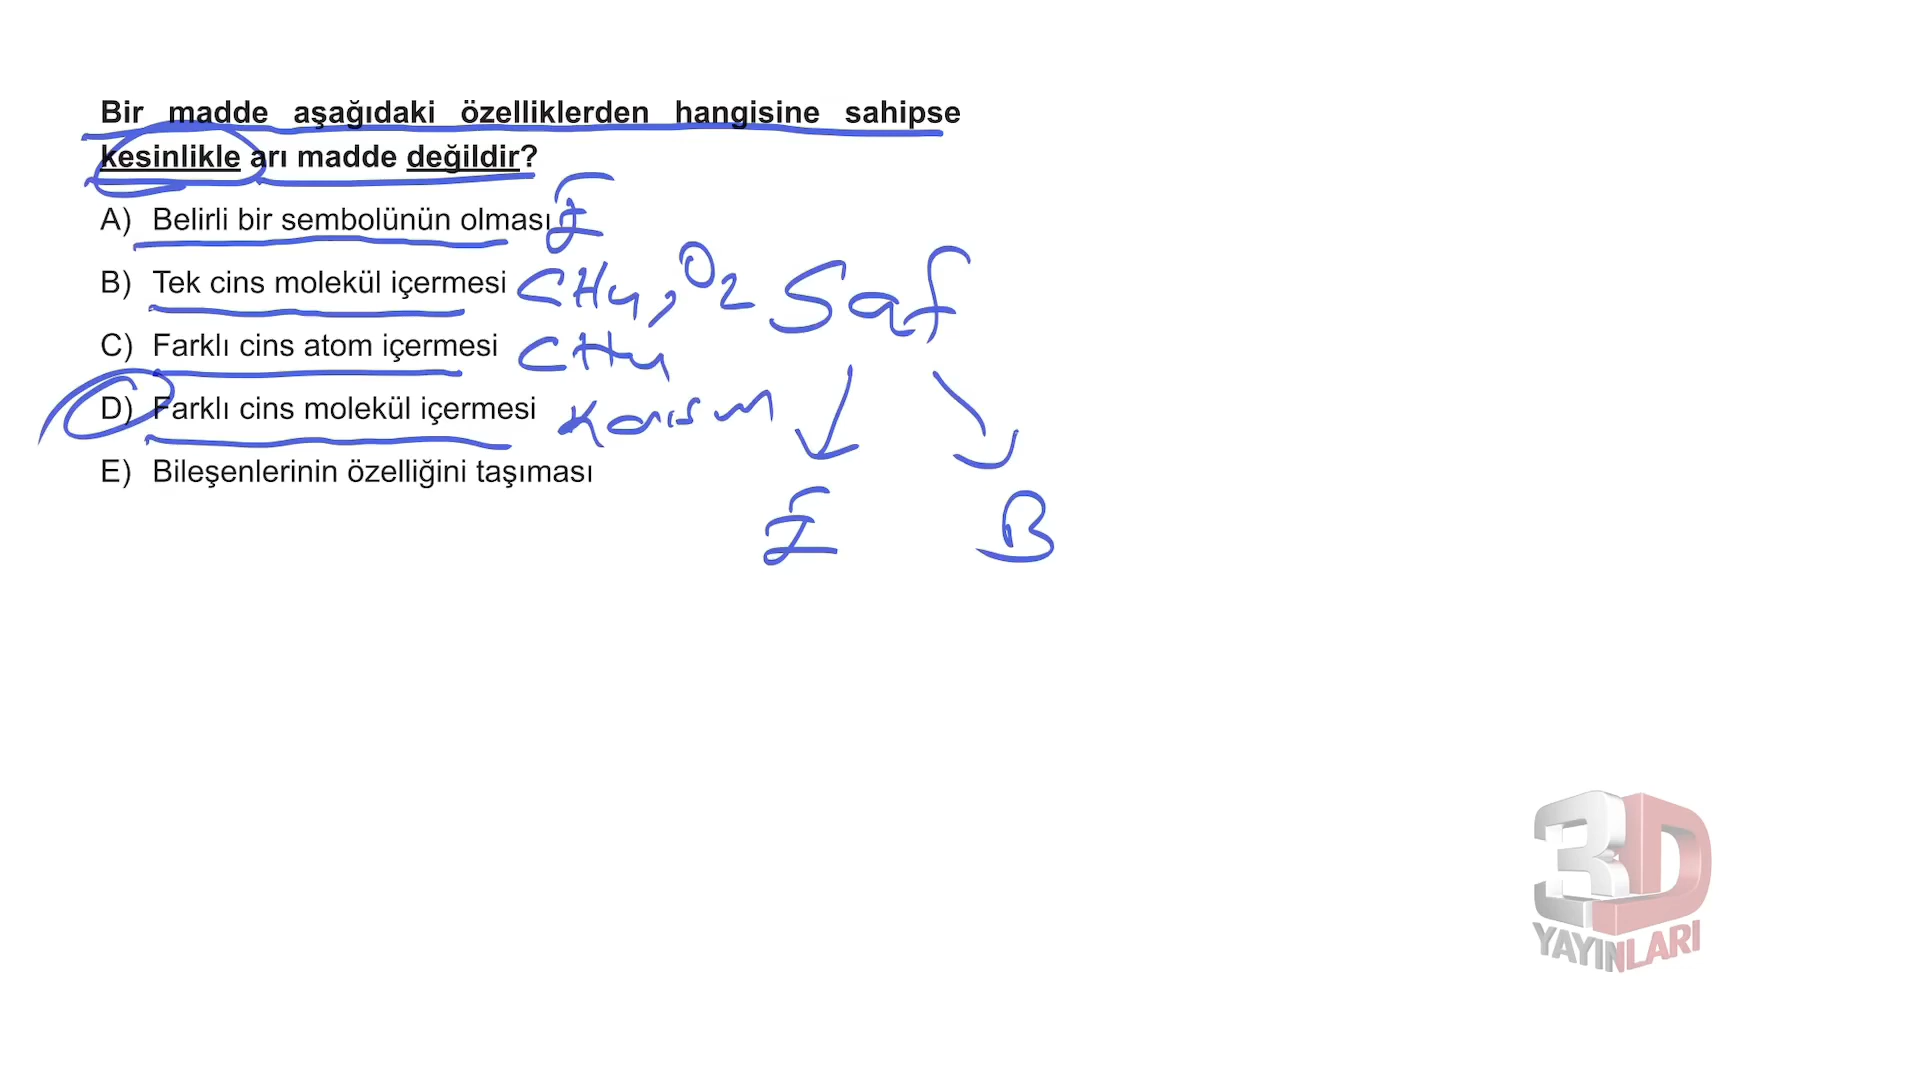 Bir madde aşağıdaki özelliklerden hangisine sahipse
kesinlikle arı madde değildir?
A) Belirli bir sembolünün olması
B) Tek cins molekül içermesi CH4, O2
C) Farklı cins atom içermesi CH4
D) Farklı cins molekül içermesi
E) Bileşenlerinin özelliğini taşıması
Saf
B
3D
YAYINLARI